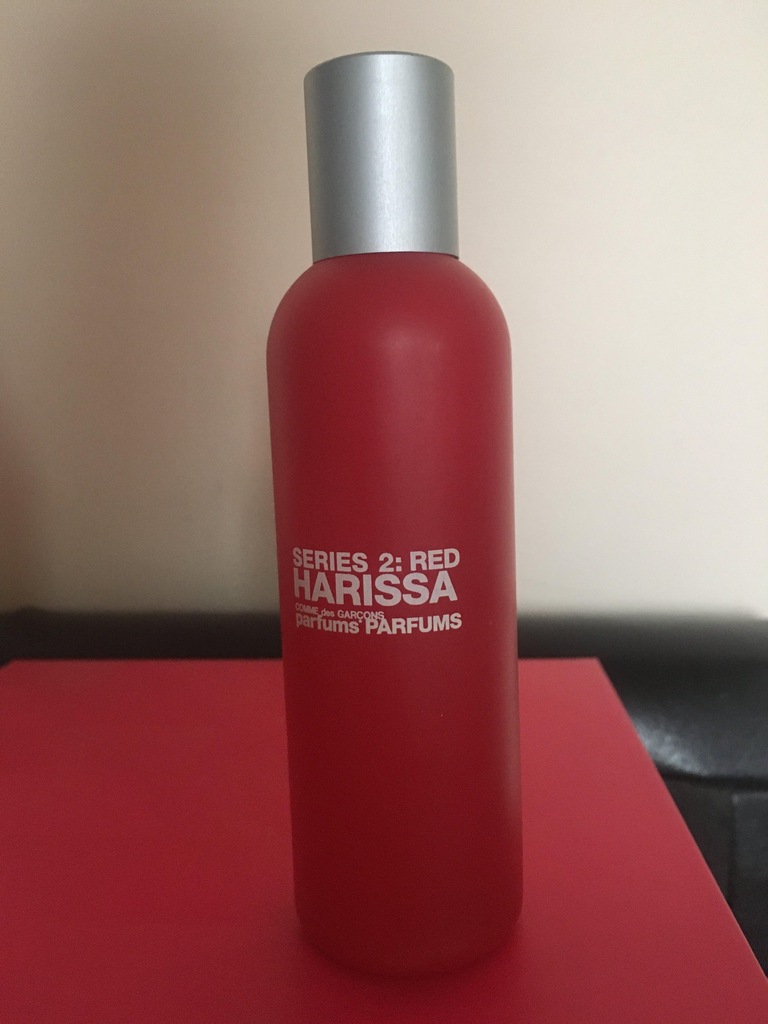 SERIES 2: RED
HARISSA
COMME des GARÇONS
parfums* PARFUMS